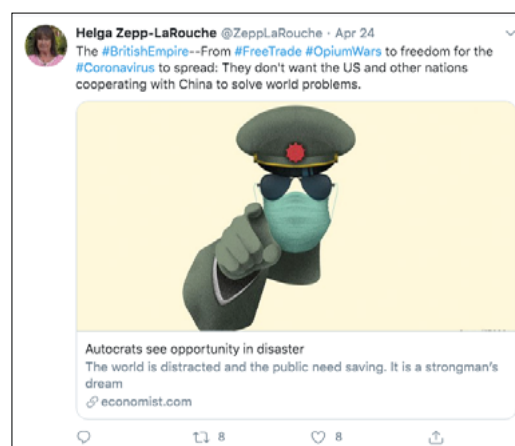 Helga Zepp-LaRouche @ZeppLaRouche · Apr 24
The #BritishEmpire--From #FreeTrade #OpiumWars to freedom for the
#Coronavirus to spread: They don't want the US and other nations
cooperating with China to solve world problems.
Autocrats see opportunity in disaster
The world is distracted and the public need saving. It is a strongman's
dream
economist.com
8 8